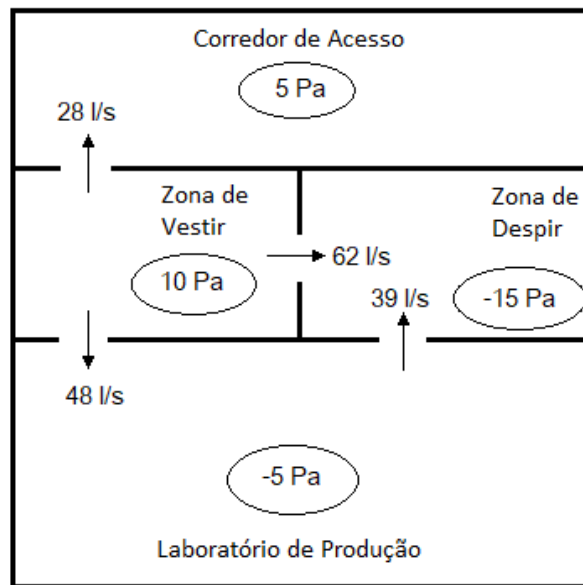 Corredor de Acesso
5 Pa
28 l/s
Zona de
Vestir
10 Pa
62 l/s
Zona de
Despir
-15 Pa
39 l/s
48 l/s
-5 Pa
Laboratório de Produção